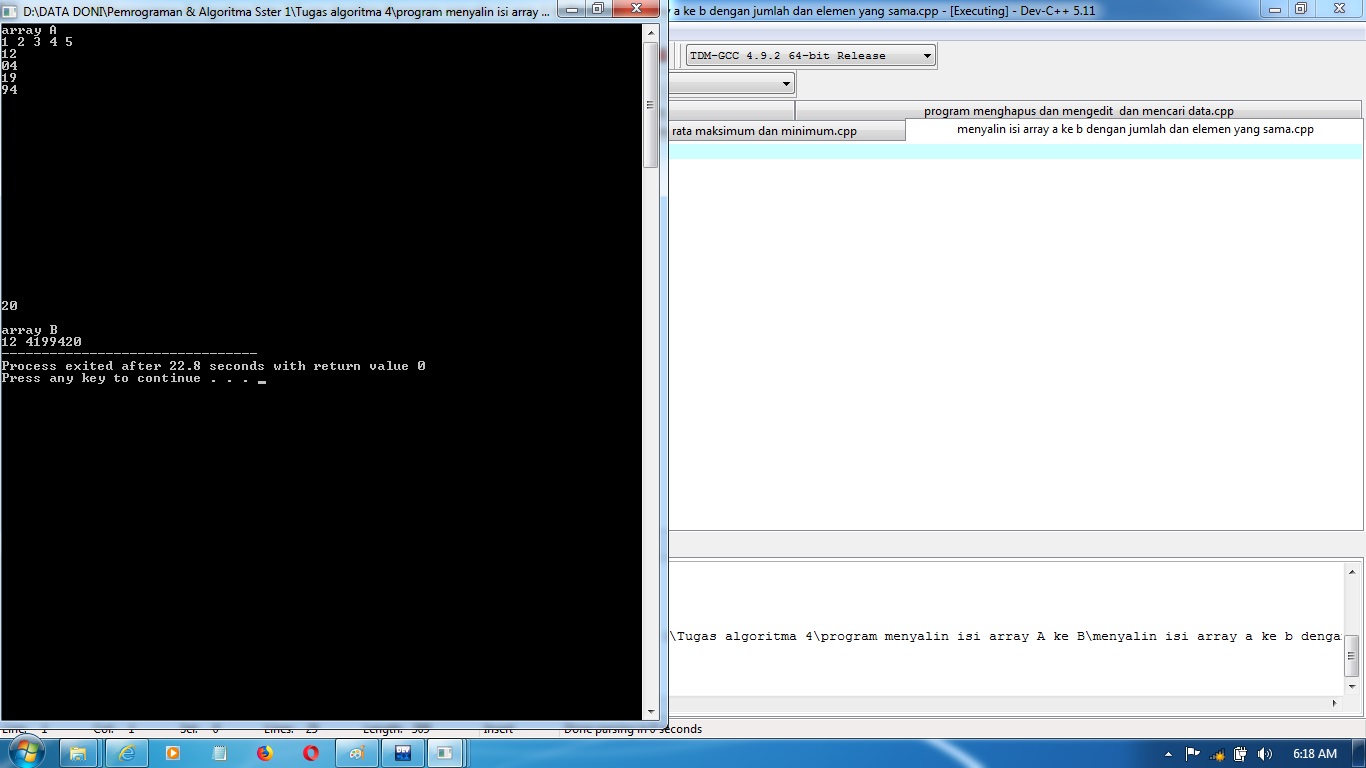 D:\DATA DONI\Pemrograman & Algoritma Sster 1\Tugas algoritma 4\program menyalin isi array ...
a ke b dengan jumlah dan elemen yang sama.cpp - [Executing] - Dev-C++ 5.11
array A
1 2 3 4 5
12
04
19
94
20
array B
12 4199420
--------------------------------
Process exited after 22.8 seconds with return value 0
Press any key to continue . . . _
TDM-GCC 4.9.2 64-bit Release
program menghapus dan mengedit  dan mencari data.cpp
rata maksimum dan minimum.cpp
menyalin isi array a ke b dengan jumlah dan elemen yang sama.cpp
\Tugas algoritma 4\program menyalin isi array A ke B\menyalin isi array a ke b denga
Done parsing in 0 seconds
6:18 AM